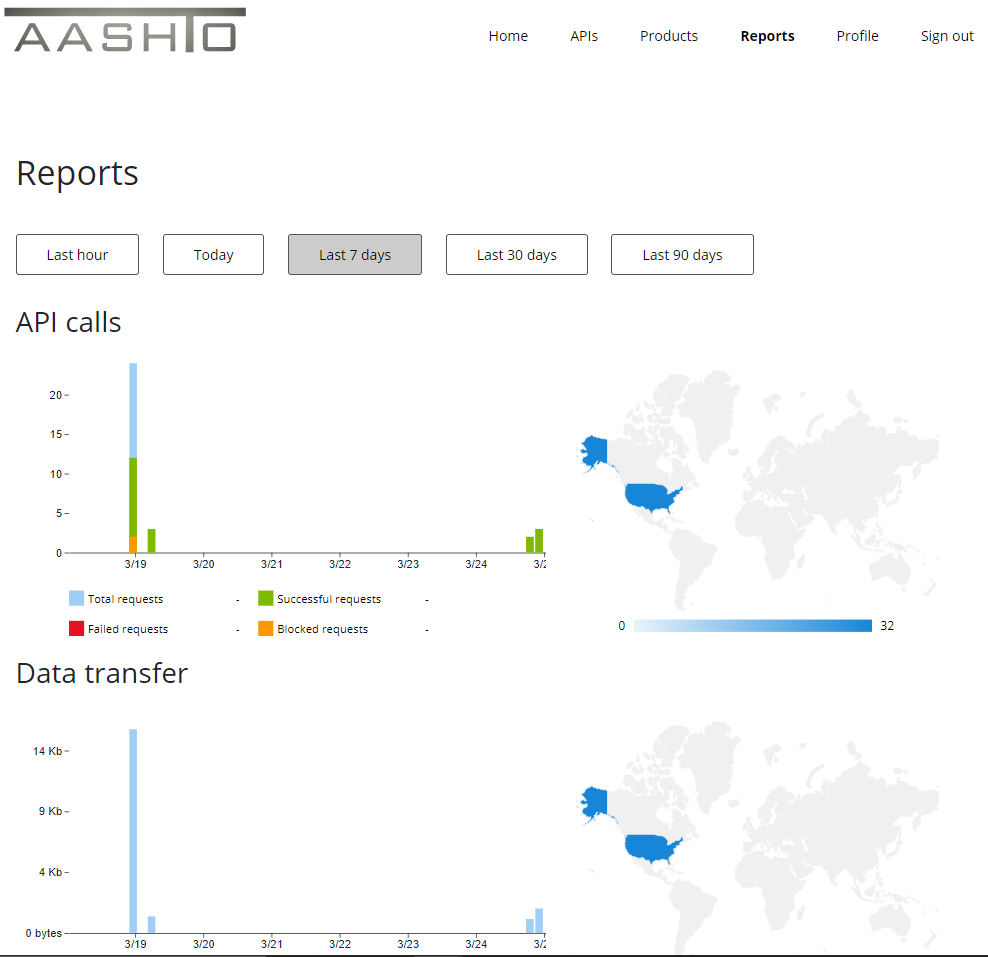 AASHTO
Home APIs Products Reports Profile Sign out
Reports
Last hour Today Last 7 days Last 30 days Last 90 days
API calls
20
15
10
5
0
3/19 3/20 3/21 3/22 3/23 3/24 3/2
Total requests - Successful requests -
Failed requests - Blocked requests -
0 32
Data transfer
14 Kb
9 Kb
4 Kb
0 bytes
3/19 3/20 3/21 3/22 3/23 3/24 3/2